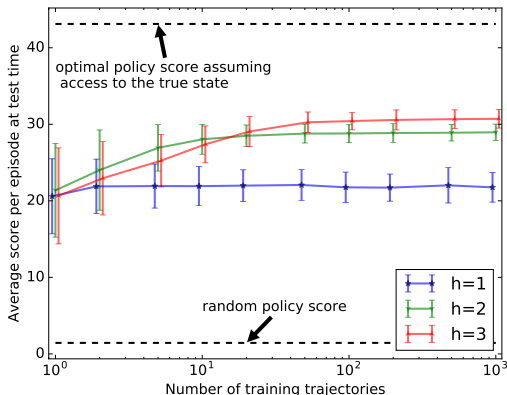 Average score per episode at test time
40
30
20
10
0
optimal policy score assuming
access to the true state
random policy score
h=1
h=2
h=3
10^0
10^1
10^2
10^3
Number of training trajectories